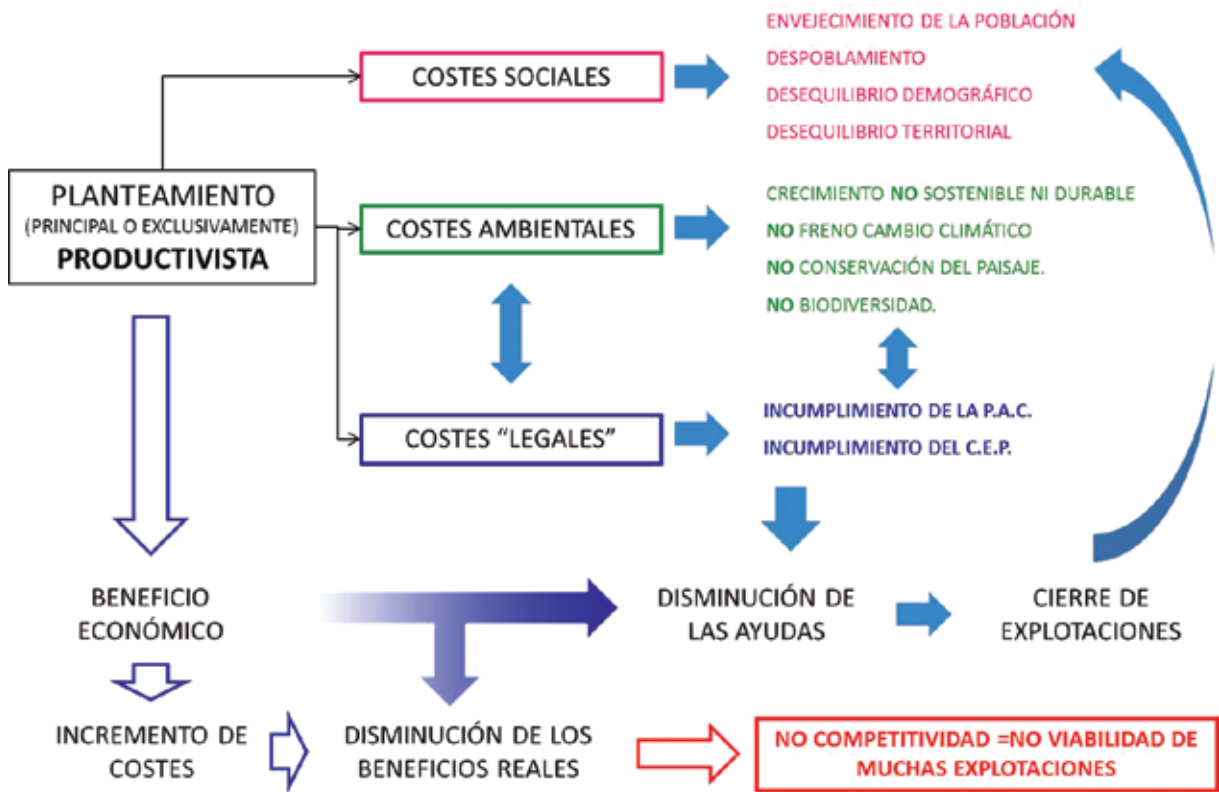 ENVEJECIMIENTO DE LA POBLACIÓN
DESPOBLAMIENTO
DESEQUILIBRIO DEMOGRÁFICO
DESEQUILIBRIO TERRITORIAL
COSTES SOCIALES
PLANTEAMIENTO
(PRINCIPAL O EXCLUSIVAMENTE)
PRODUCTIVISTA
COSTES AMBIENTALES
CRECIMIENTO NO SOSTENIBLE NI DURABLE
NO FRENO CAMBIO CLIMÁTICO
NO CONSERVACIÓN DEL PAISAJE.
NO BIODIVERSIDAD.
COSTES “LEGALES”
INCUMPLIMIENTO DE LA P.A.C.
INCUMPLIMIENTO DEL C.E.P.
BENEFICIO
ECONÓMICO
DISMINUCIÓN DE
LAS AYUDAS
CIERRE DE
EXPLOTACIONES
INCREMENTO DE
COSTES
DISMINUCIÓN DE LOS
BENEFICIOS REALES
NO COMPETITIVIDAD =NO VIABILIDAD DE
MUCHAS EXPLOTACIONES